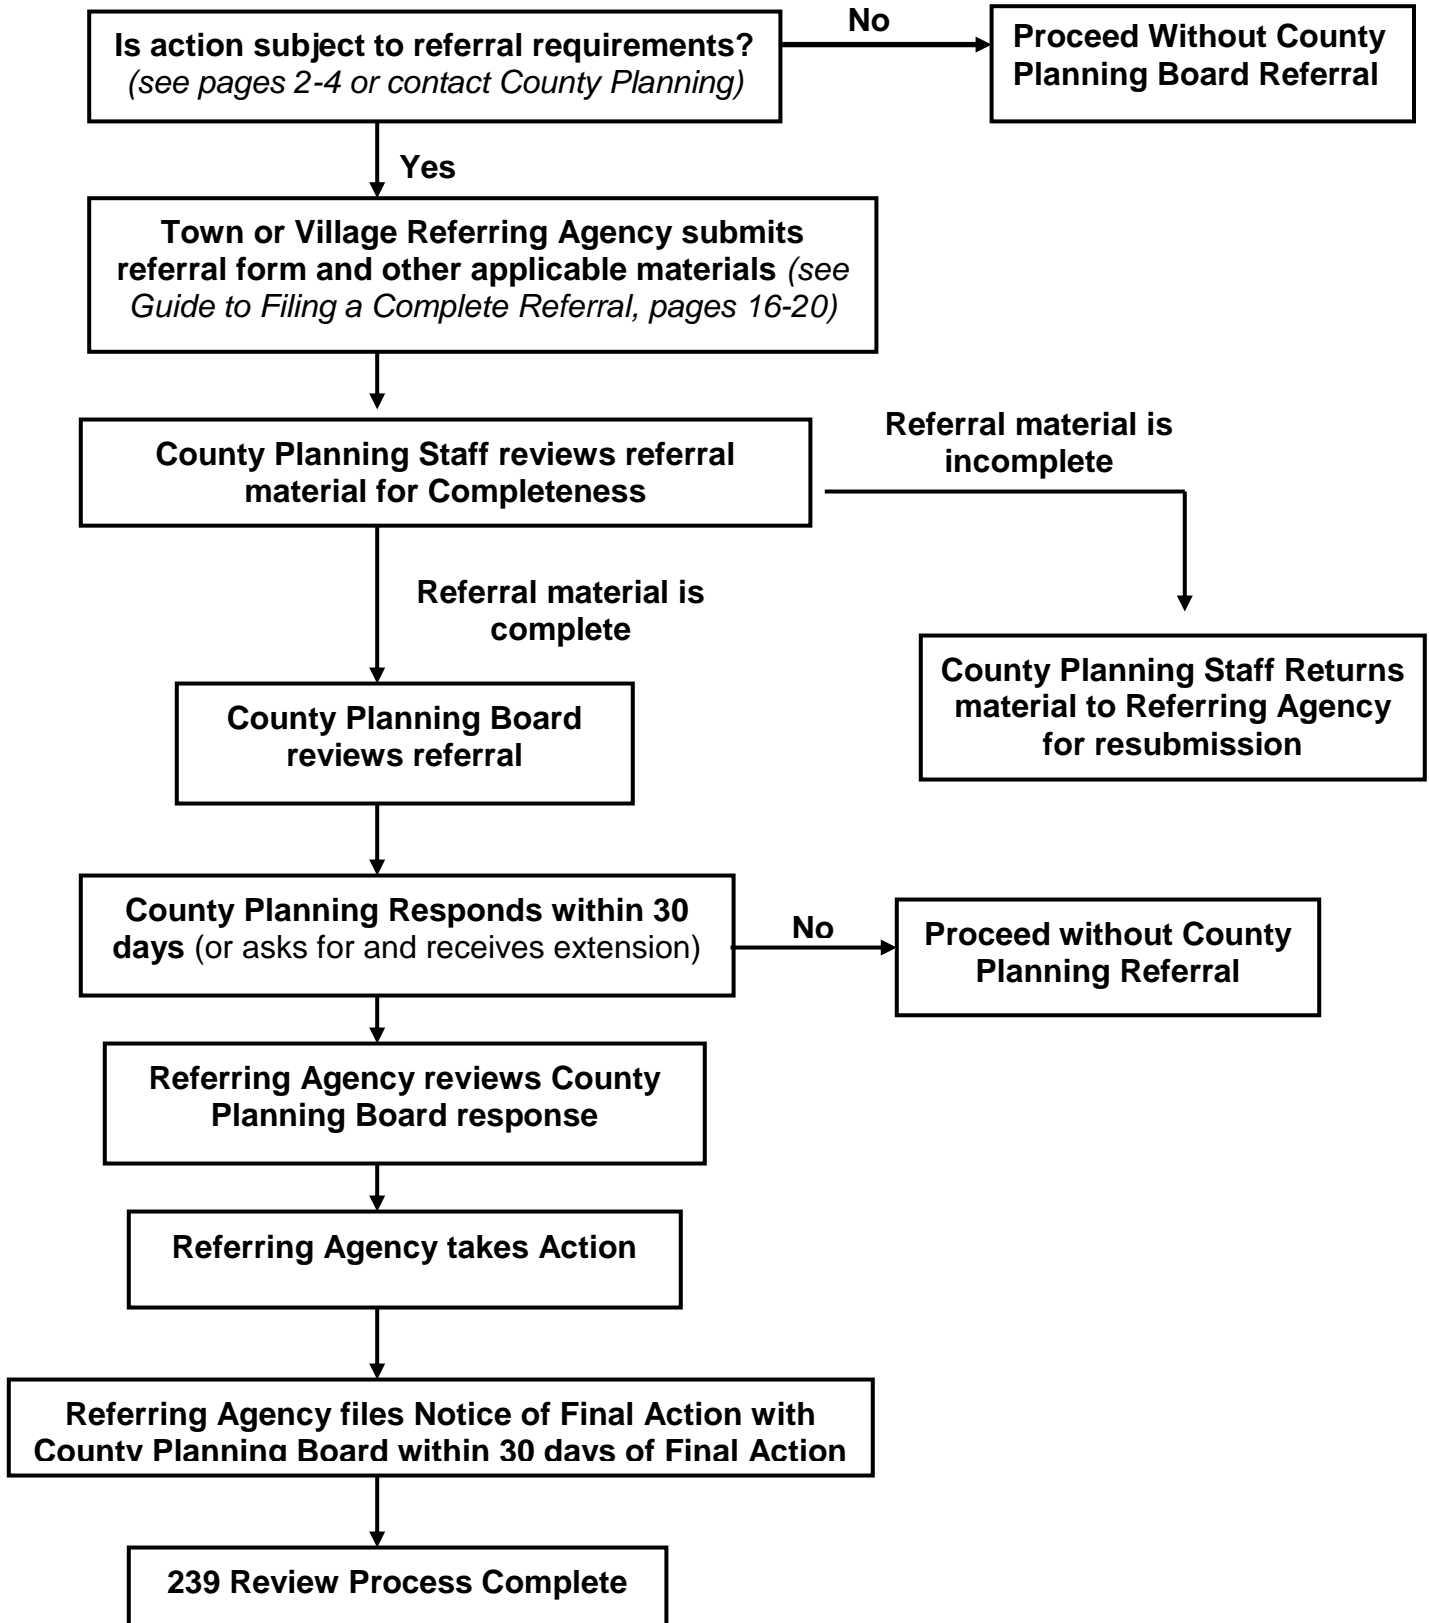 Is action subject to referral requirements?
(see pages 2-4 or contact County Planning)
No
Proceed Without County
Planning Board Referral
Yes
Town or Village Referring Agency submits
referral form and other applicable materials (see
Guide to Filing a Complete Referral, pages 16-20)
County Planning Staff reviews referral
material for Completeness
Referral material is
incomplete
Referral material is
complete
County Planning Staff Returns
material to Referring Agency
for resubmission
County Planning Board
reviews referral
County Planning Responds within 30
days (or asks for and receives extension)
No
Proceed without County
Planning Referral
Referring Agency reviews County
Planning Board response
Referring Agency takes Action
Referring Agency files Notice of Final Action with
County Planning Board within 30 days of Final Action
239 Review Process Complete